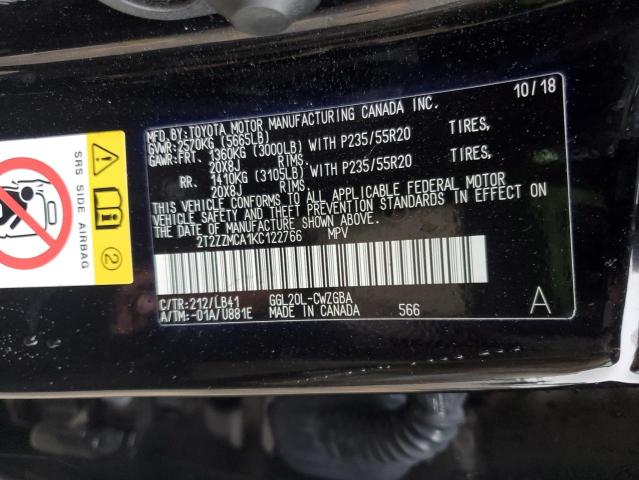 SRS SIDE AIRBAG
2
10/18
MFD.BY:TOYOTA MOTOR MANUFACTURING CANADA INC.
GVWR:2570KG (5665LB)
GAWR:FRT. 1360KG (3000LB) WITH P235/55R20 TIRES,
20X8J RIMS.
RR. 1410KG (3105LB) WITH P235/55R20 TIRES,
20X8J RIMS.
THIS VEHICLE CONFORMS TO ALL APPLICABLE FEDERAL MOTOR
VEHICLE SAFETY AND THEFT PREVENTION STANDARDS IN EFFECT
ON THE DATE OF MANUFACTURE SHOWN ABOVE.
2T2ZZMCA1KC122766 MPV
C/TR:212/LB41 GGL20L-CWZGBA
A/TM:-01A/U881E MADE IN CANADA 566 A